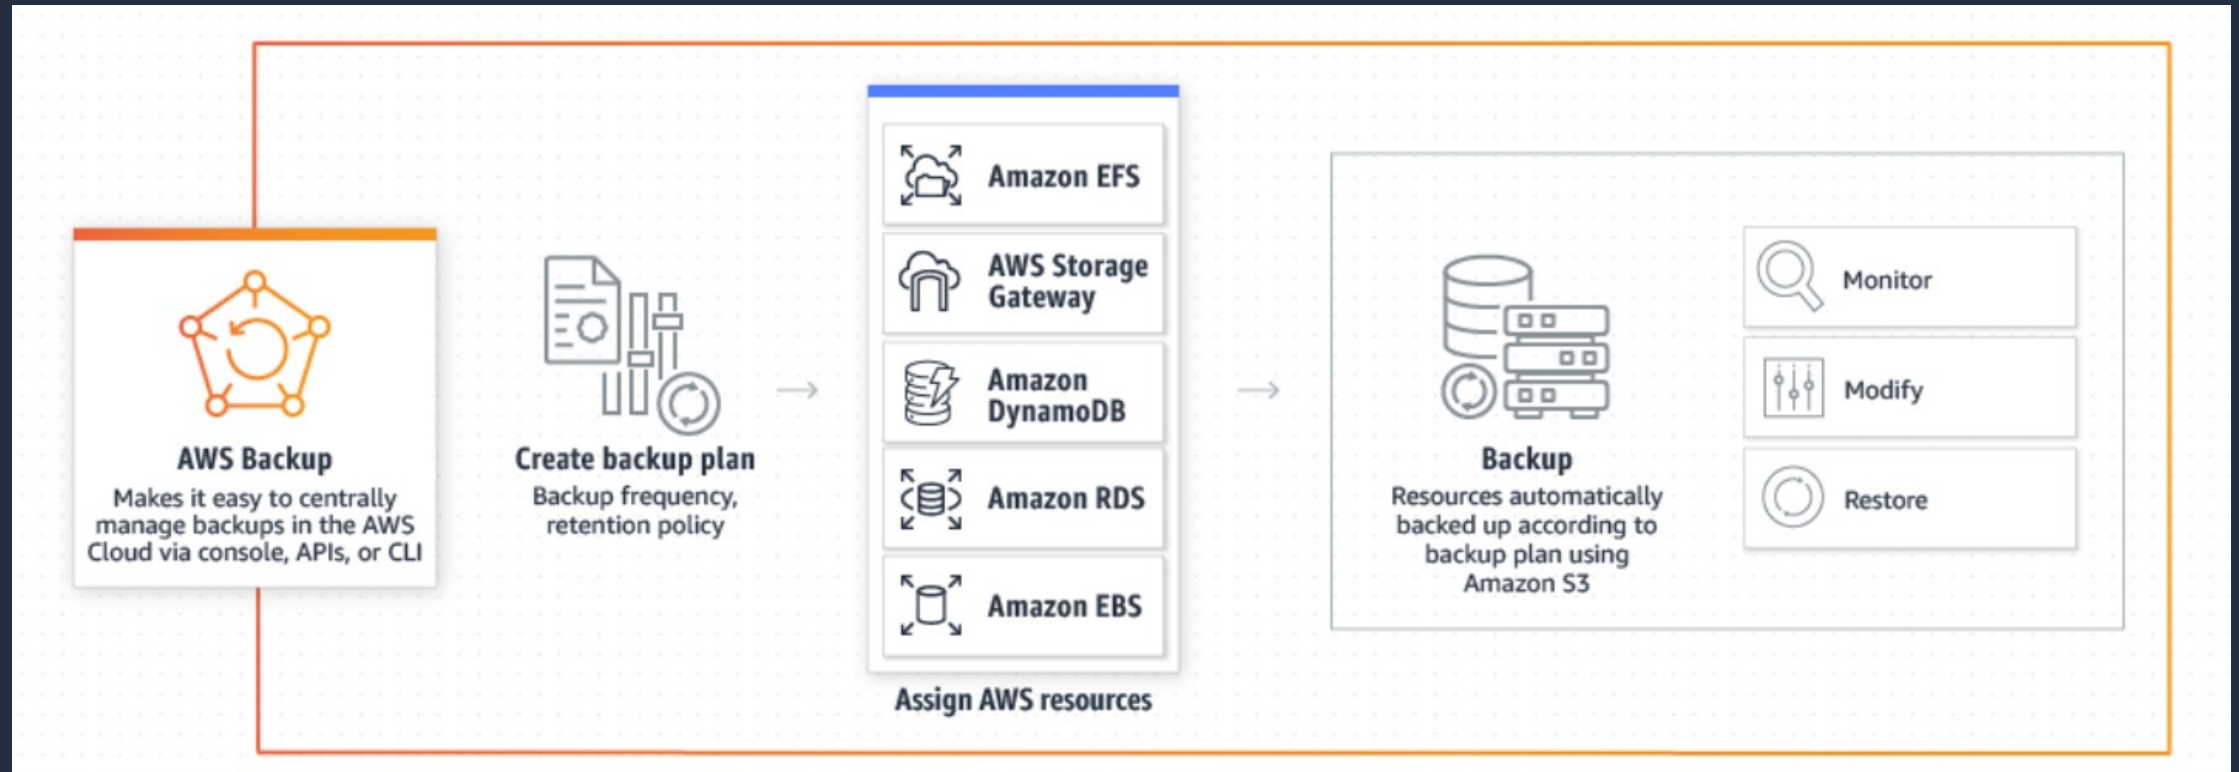 AWS Backup
Makes it easy to centrally
manage backups in the AWS
Cloud via console, APIs, or CLI
Create backup plan
Backup frequency,
retention policy
Amazon EFS
AWS Storage
Gateway
Amazon
DynamoDB
Amazon RDS
Amazon EBS
Assign AWS resources
Backup
Resources automatically
backed up according to
backup plan using
Amazon S3
Monitor
Modify
Restore